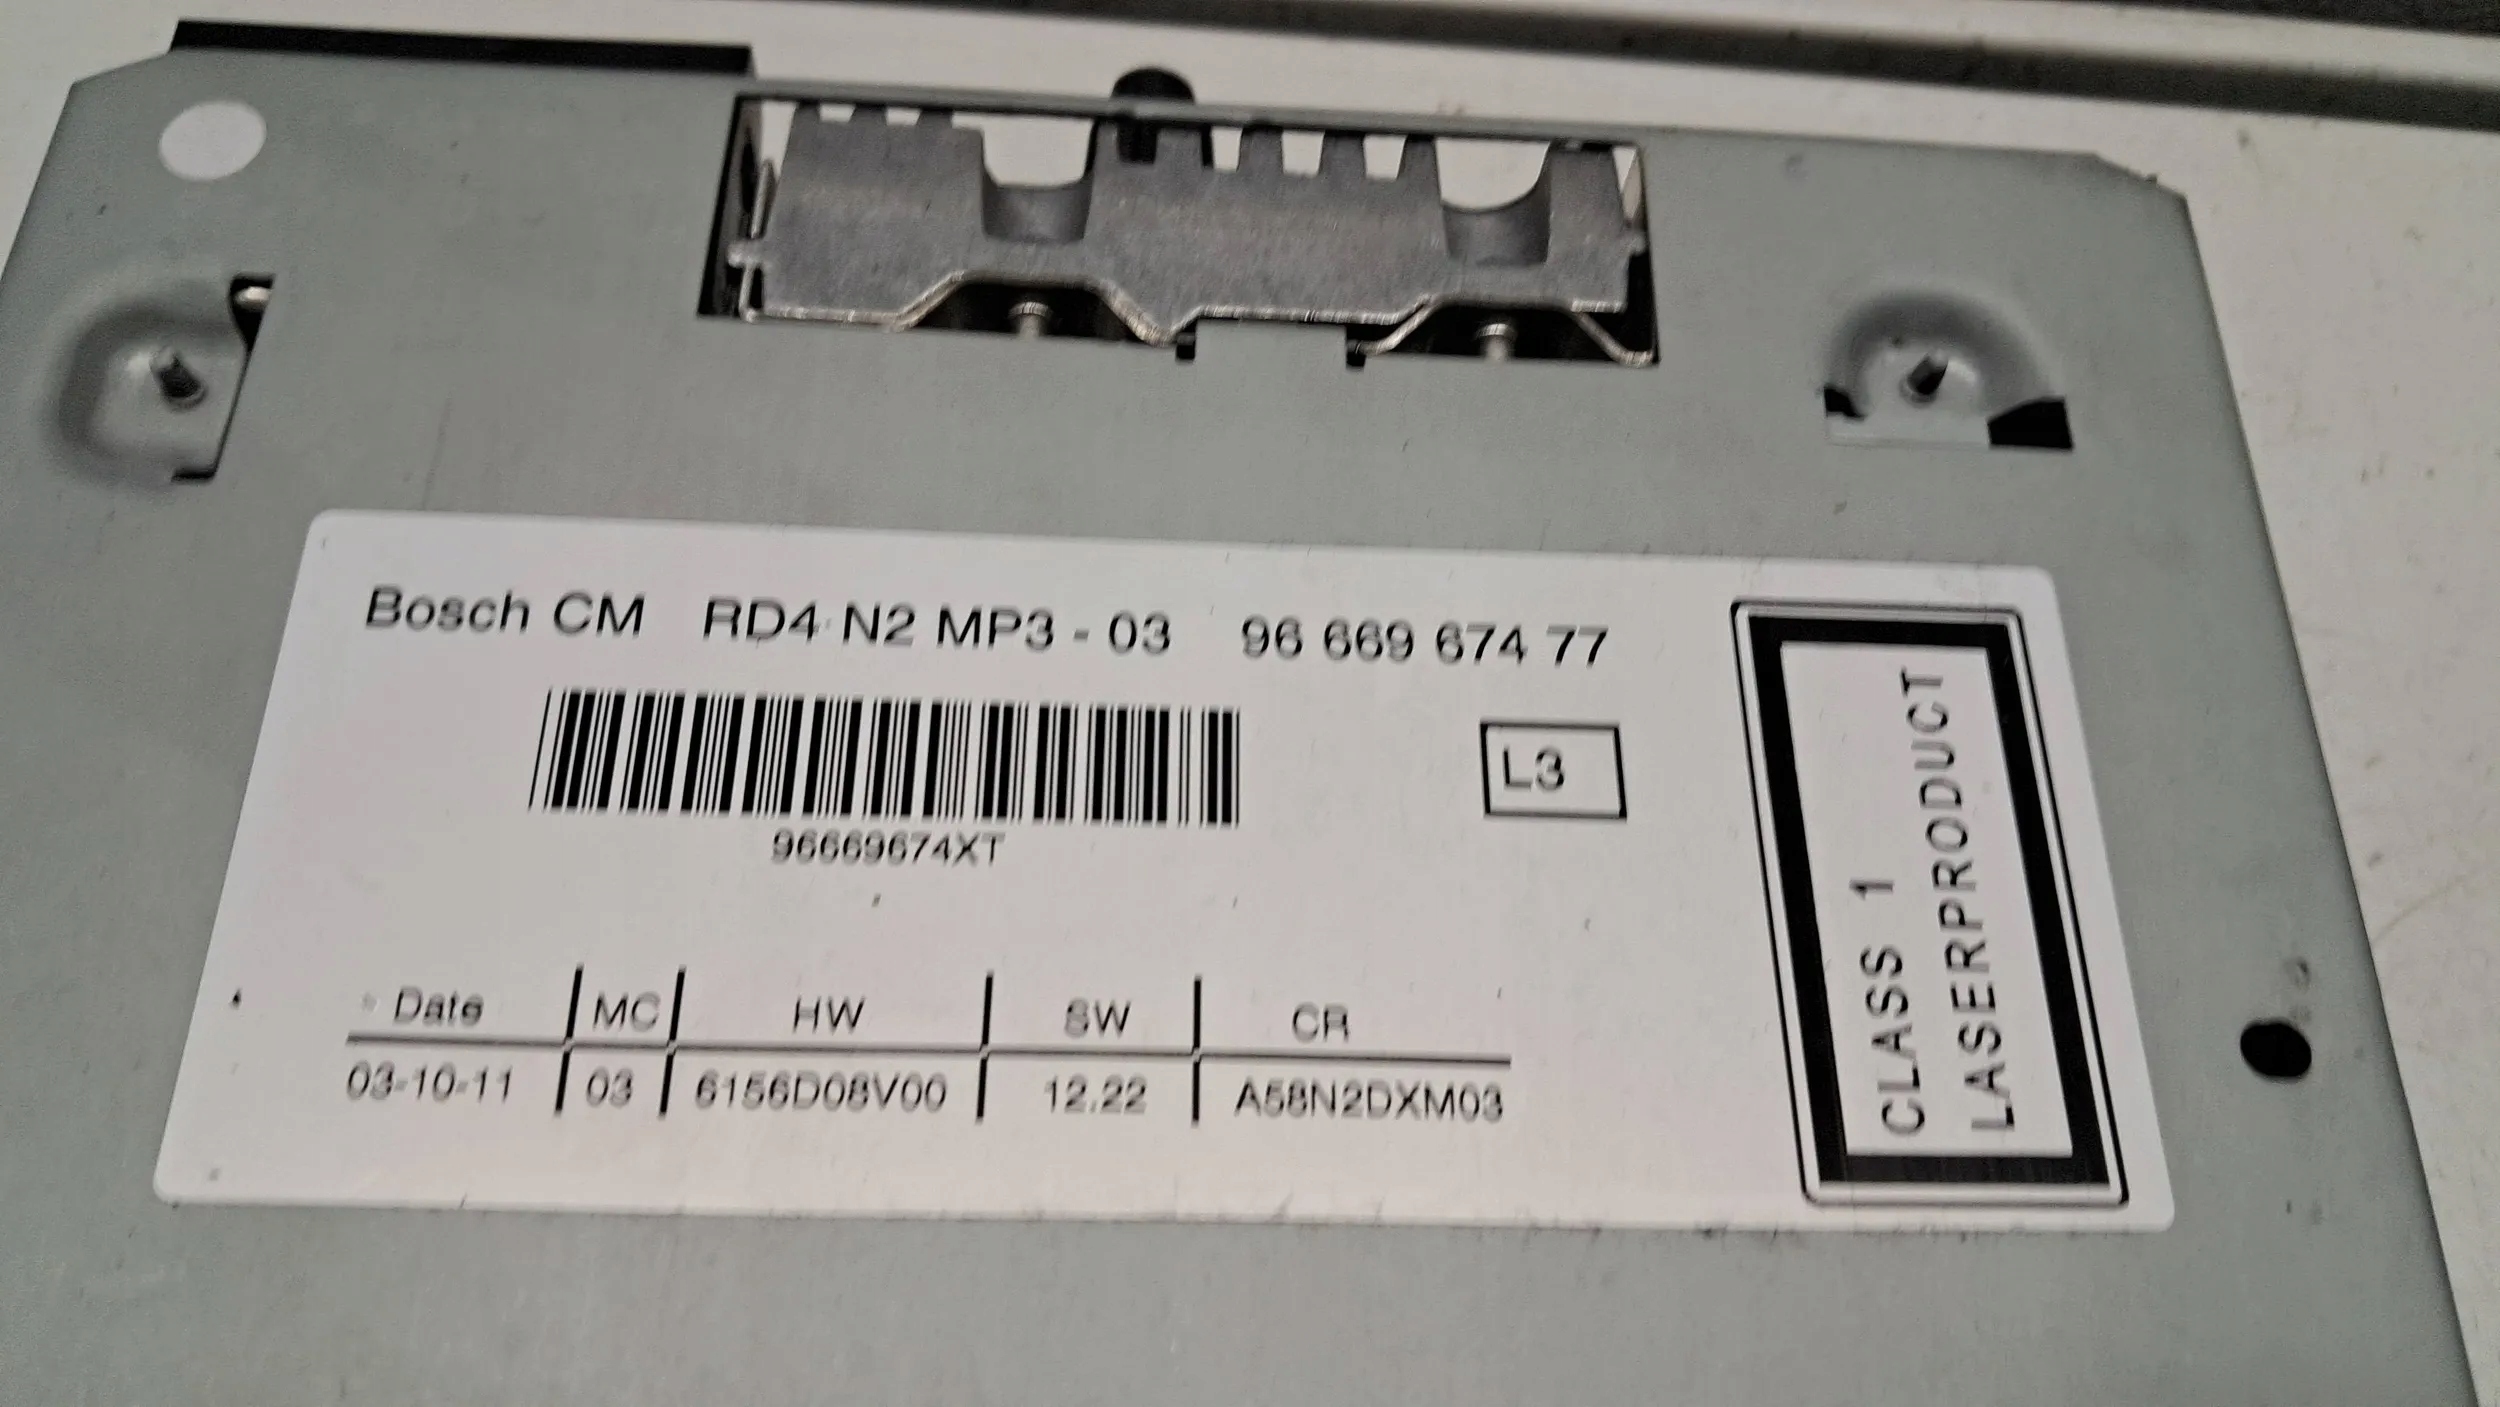 Bosch CM RD4 N2 MP3 - 03 96 669 674 77
L3
96669674XT
Date MC HW SW CR
03-10-11 03 6156D08V00 12.22 A58N2DXM03
CLASS 1
LASERPRODUCT